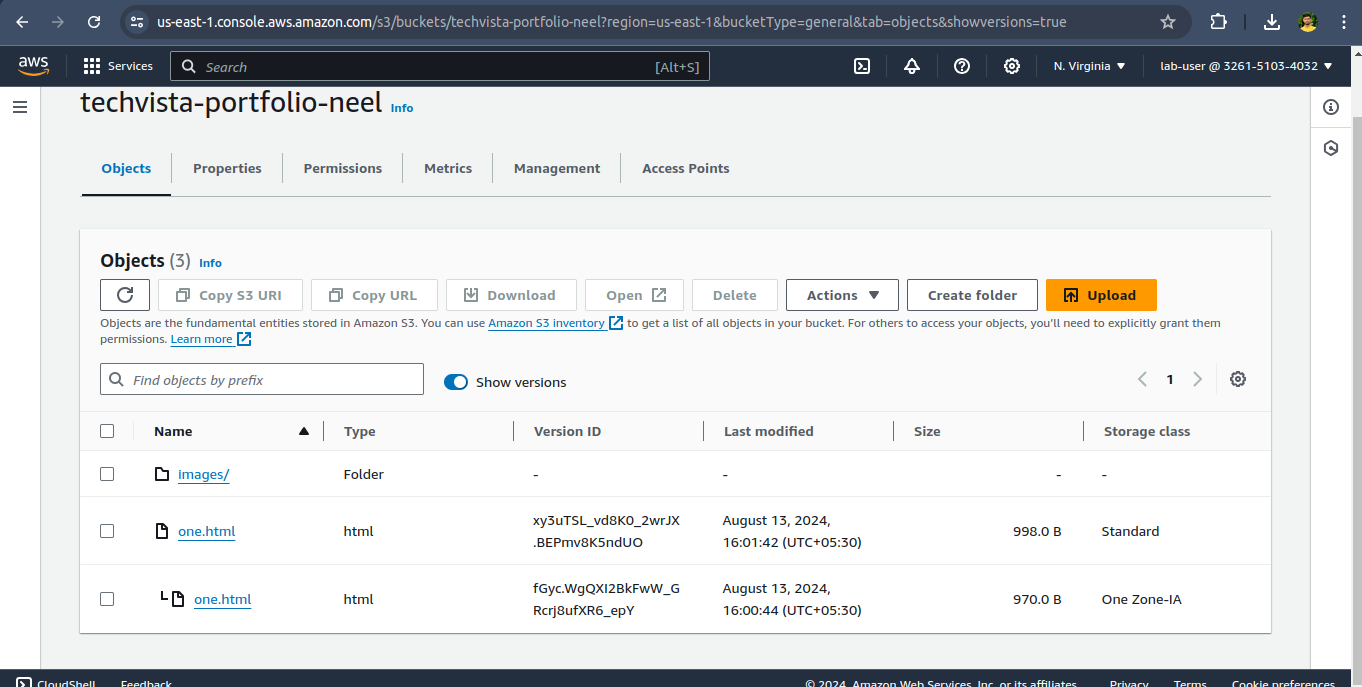 us-east-1.console.aws.amazon.com/s3/buckets/techvista-portfolio-neel?region=us-east-1&bucketType=general&tab=objects&showversions=true
aws Services Search [Alt+S] N. Virginia lab-user @ 3261-5103-4032
techvista-portfolio-neel Info
Objects Properties Permissions Metrics Management Access Points
Objects (3) Info
Copy S3 URI Copy URL Download Open Delete Actions Create folder Upload
Objects are the fundamental entities stored in Amazon S3. You can use Amazon S3 inventory to get a list of all objects in your bucket. For others to access your objects, you'll need to explicitly grant them
permissions. Learn more
Find objects by prefix Show versions 1
Name Type Version ID Last modified Size Storage class
images/ Folder - - - -
one.html html xy3uTSL_vd8K0_2wrJX August 13, 2024, 998.0 B Standard
.BEPmv8K5ndUO 16:01:42 (UTC+05:30)
one.html html fGyc.WgQXI2BkFwW_G August 13, 2024, 970.0 B One Zone-IA
Rcrj8ufXR6_epY 16:00:44 (UTC+05:30)
CloudShell Feedback © 2024, Amazon Web Services, Inc. or its affiliates. Privacy Terms Cookie preferences